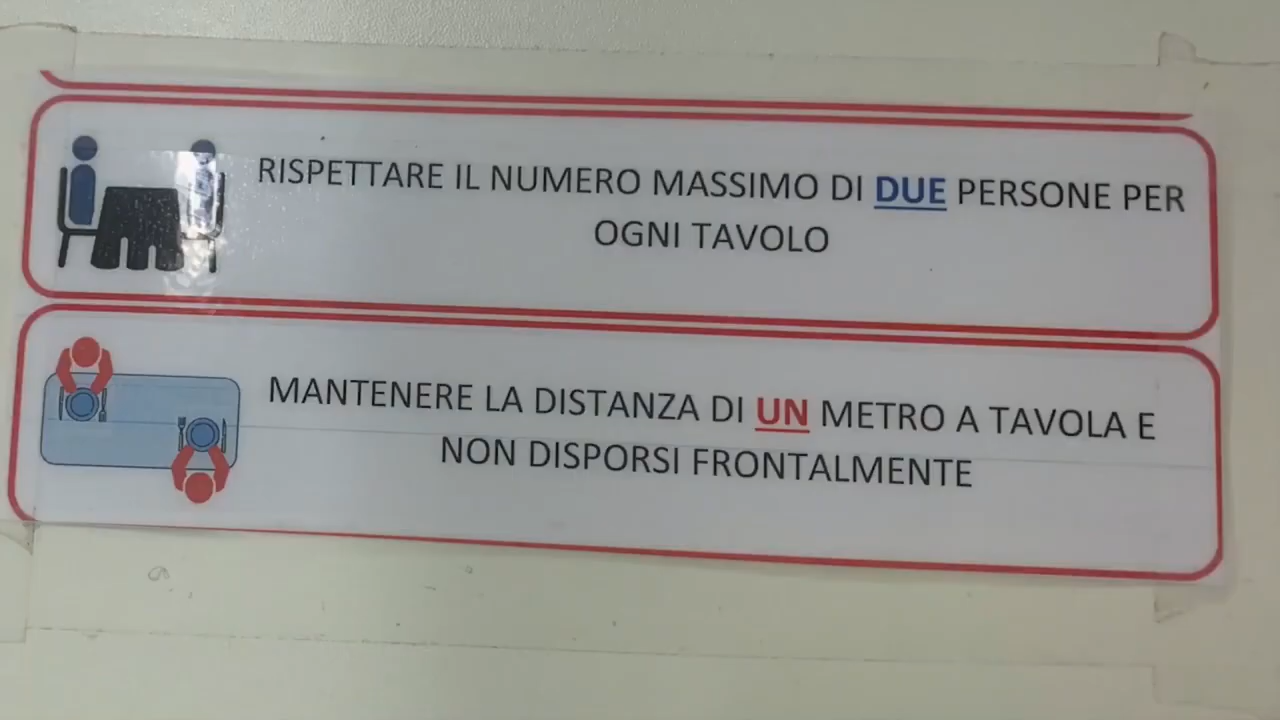 RISPETTARE IL NUMERO MASSIMO DI DUE PERSONE PER
OGNI TAVOLO
MANTENERE LA DISTANZA DI UN METRO A TAVOLA E
NON DISPORSI FRONTALMENTE